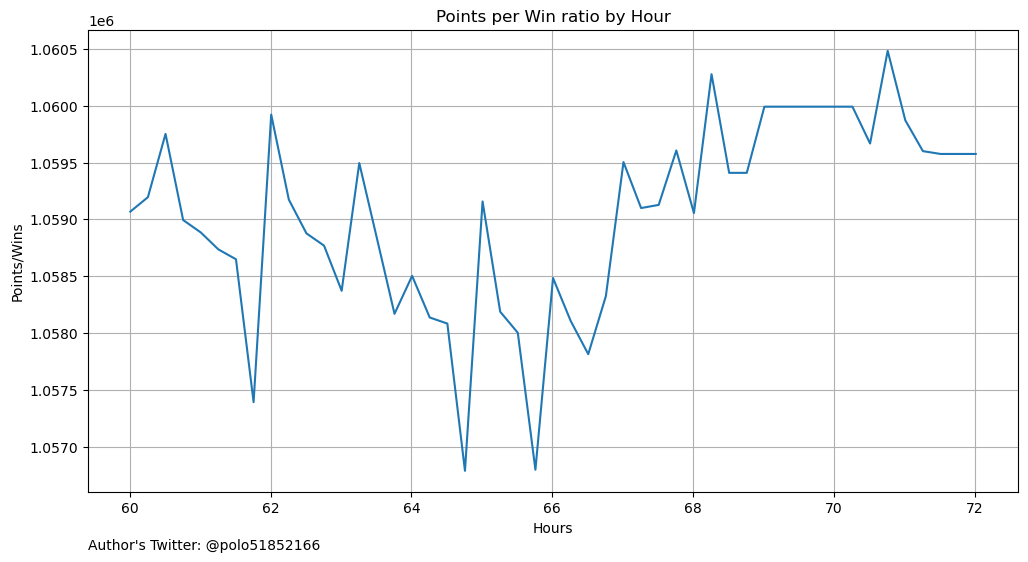 Points per Win ratio by Hour
1e6
1.0605
1.0600
1.0595
1.0590
1.0585
1.0580
1.0575
1.0570
Points/Wins
60 62 64 66 68 70 72
Hours
Author's Twitter: @polo51852166